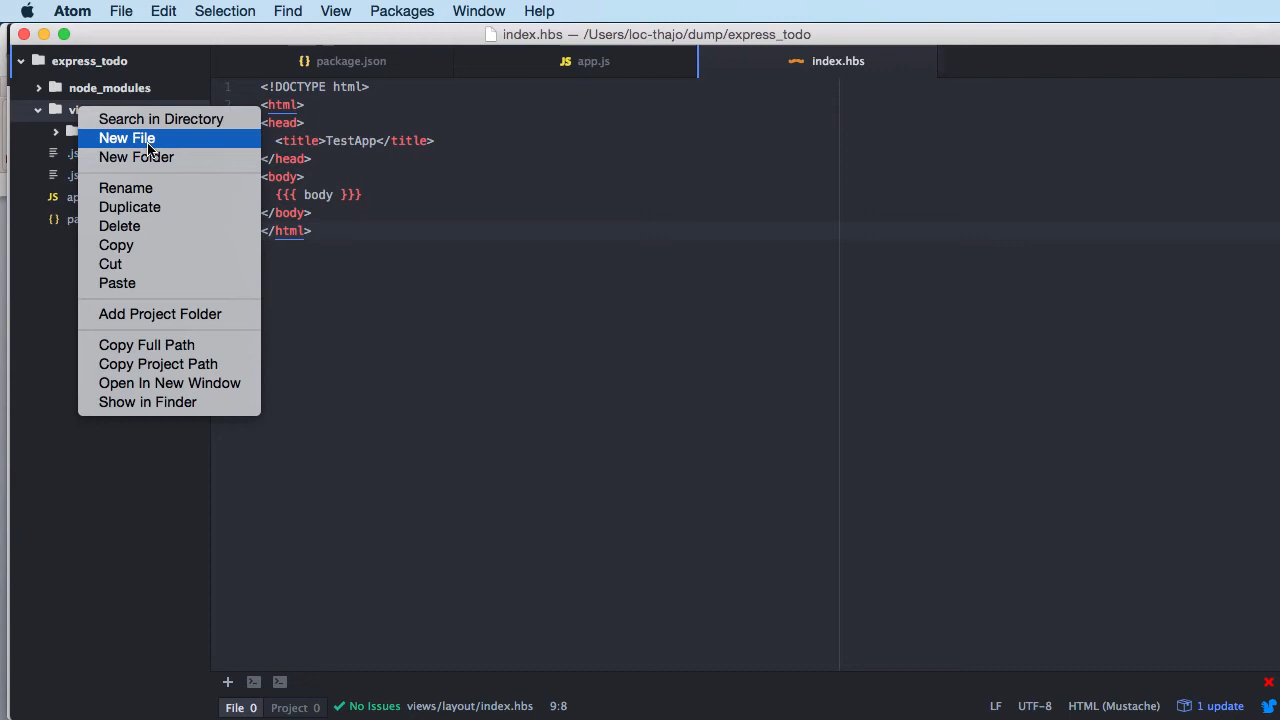 Atom File Edit Selection Find View Packages Window Help
index.hbs — /Users/loc-thajo/dump/express_todo
express_todo
package.json
app.js
index.hbs
node_modules
Search in Directory
New File
New Folder
Rename
Duplicate
Delete
Copy
Cut
Paste
Add Project Folder
Copy Full Path
Copy Project Path
Open In New Window
Show in Finder
1 <!DOCTYPE html>
<html>
<head>
<title>TestApp</title>
</head>
<body>
{{{ body }}}
</body>
</html>
File 0 Project 0 No Issues views/layout/index.hbs 9:8 LF UTF-8 HTML (Mustache) 1 update